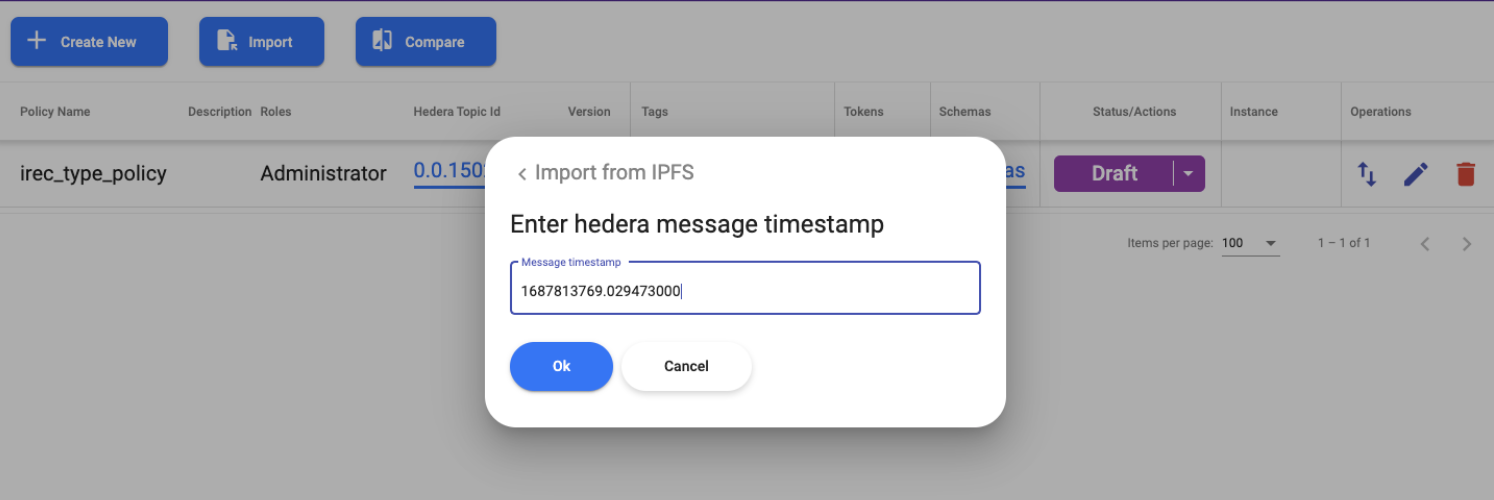 Create New Import Compare
Policy Name Description Roles Hedera Topic Id Version Tags Tokens Schemas Status/Actions Instance Operations
irec_type_policy Administrator 0.0.150 as Draft
Import from IPFS
Enter hedera message timestamp
Message timestamp
1687813769.029473000
Ok Cancel
Items per page: 100 1 – 1 of 1